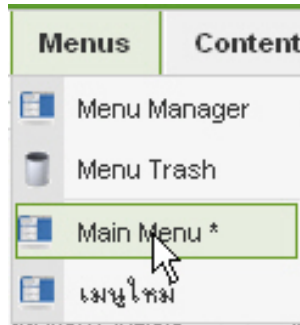 Menus Content
Menu Manager
Menu Trash
Main Menu *
เมนูใหม่